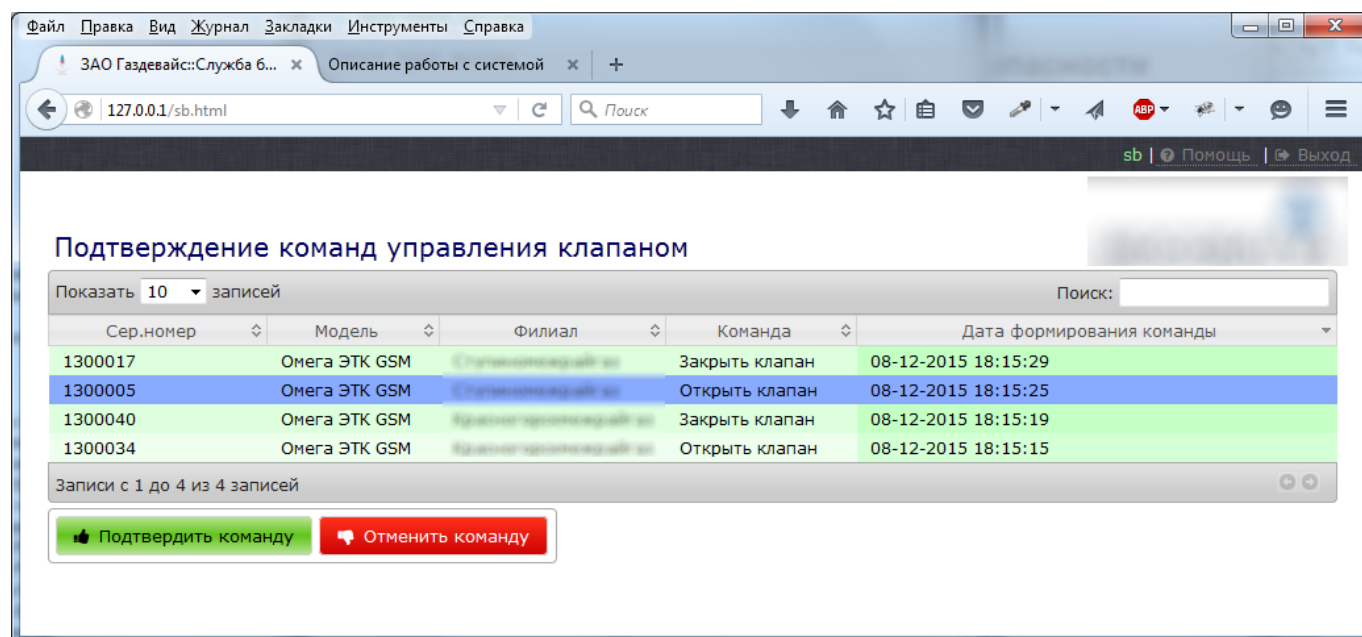 Файл Правка Вид Журнал Закладки Инструменты Справка
ЗАО Газдевайс::Служба б... × Описание работы с системой × +
127.0.0.1/sb.html Поиск ABP
sb | Помощь | Выход
Подтверждение команд управления клапаном
Показать 10 записей Поиск:
Сер.номер Модель Филиал Команда Дата формирования команды
1300017 Омега ЭТК GSM Закрыть клапан 08-12-2015 18:15:29
1300005 Омега ЭТК GSM Открыть клапан 08-12-2015 18:15:25
1300040 Омега ЭТК GSM Закрыть клапан 08-12-2015 18:15:19
1300034 Омега ЭТК GSM Открыть клапан 08-12-2015 18:15:15
Записи с 1 до 4 из 4 записей
Подтвердить команду Отменить команду